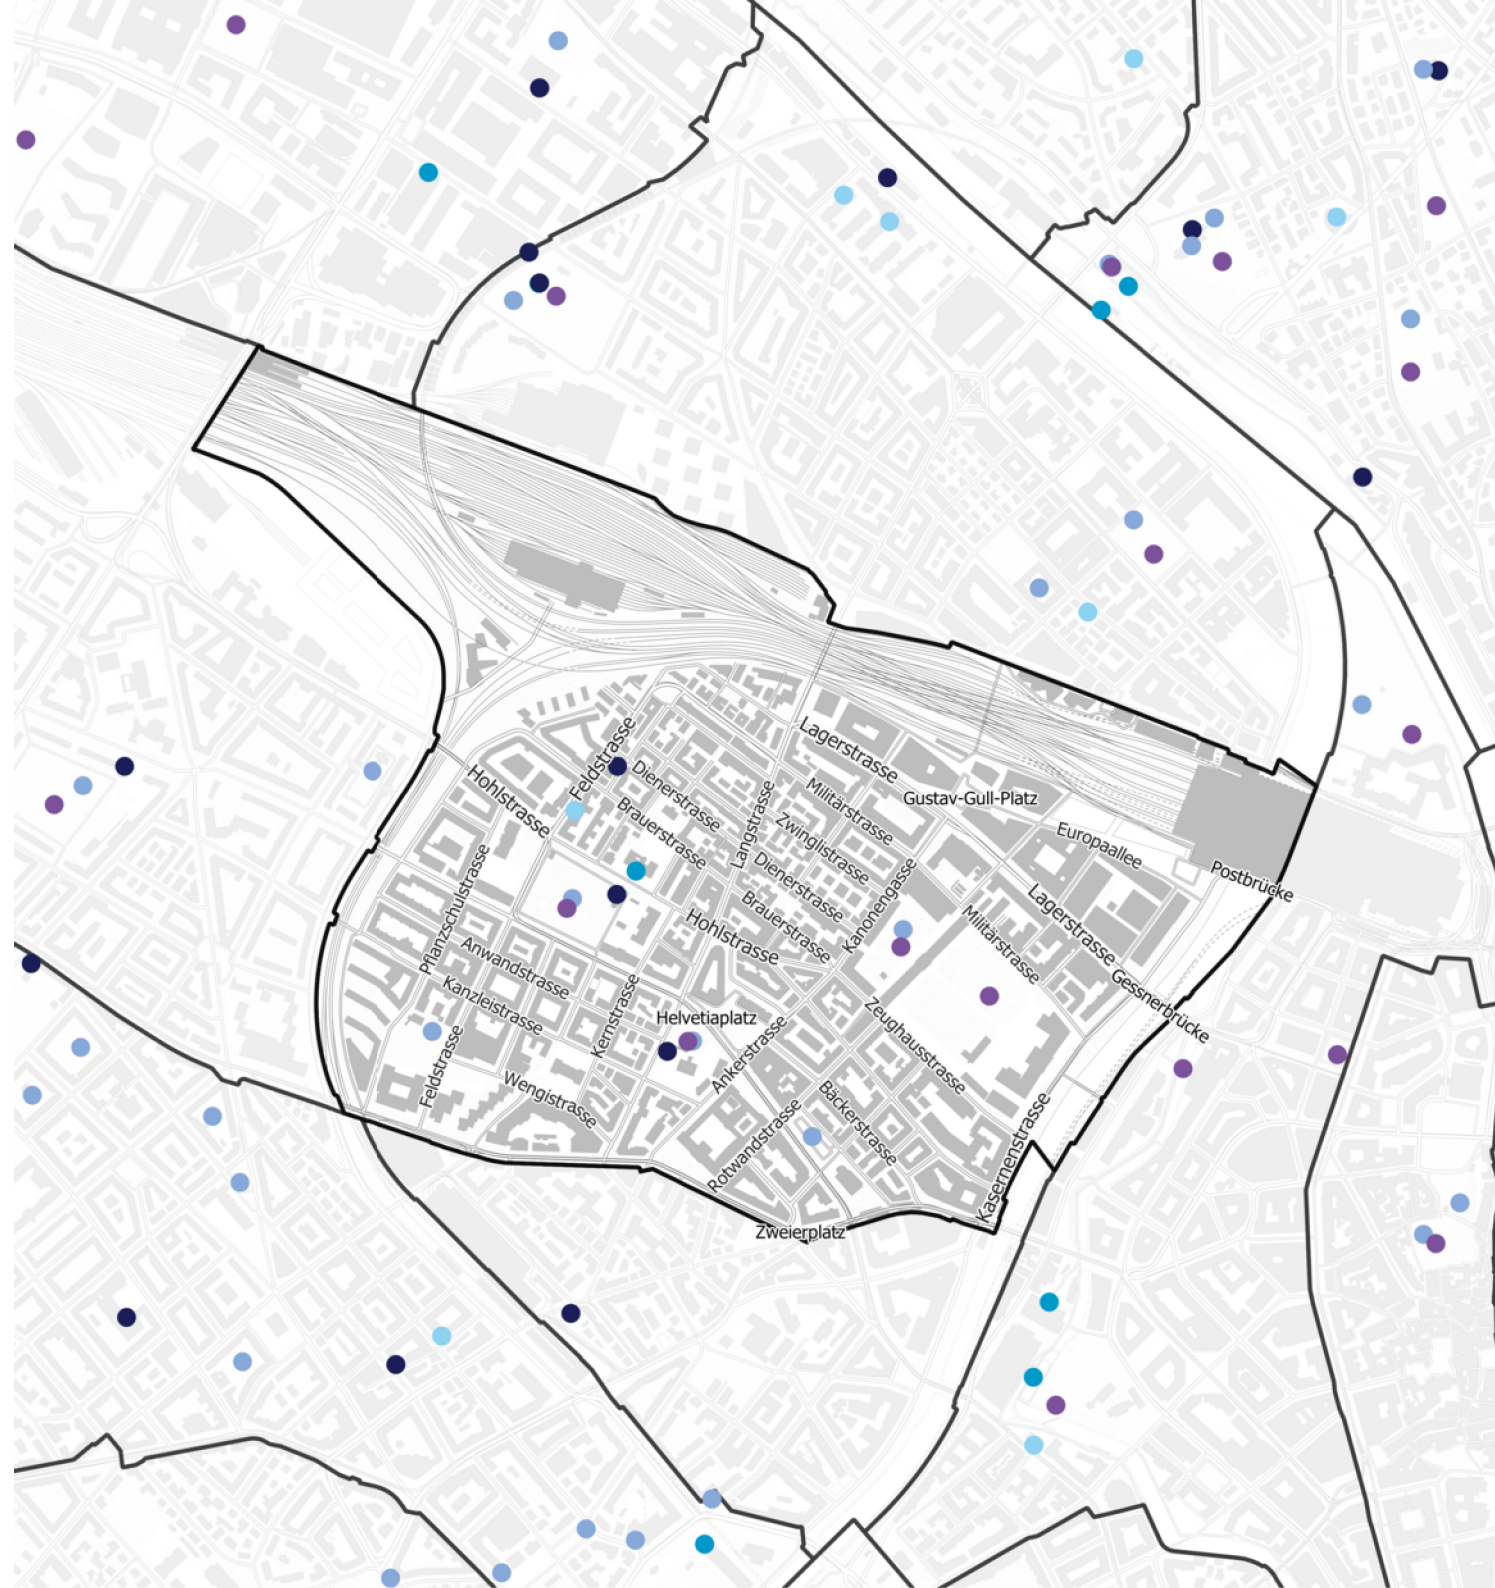 Feldstrasse
Lagerstrasse
Dienerstrasse
Hohlstrasse
Militärstrasse
Gustav-Gull-Platz
Brauerstrasse
Langstrasse
Zwinglistrasse
Europaallee
Pflanzschulstrasse
Dienerstrasse
Kanonengasse
Postbrücke
Brauerstrasse
Lagerstrasse
Hohlstrasse
Militärstrasse
Anwandstrasse
Gessnerbrücke
Kanzleistrasse
Kernstrasse
Helvetiaplatz
Zeughausstrasse
Feldstrasse
Ankerstrasse
Wengistrasse
Bäckerstrasse
Rotwandstrasse
Kasernenstrasse
Zweierplatz